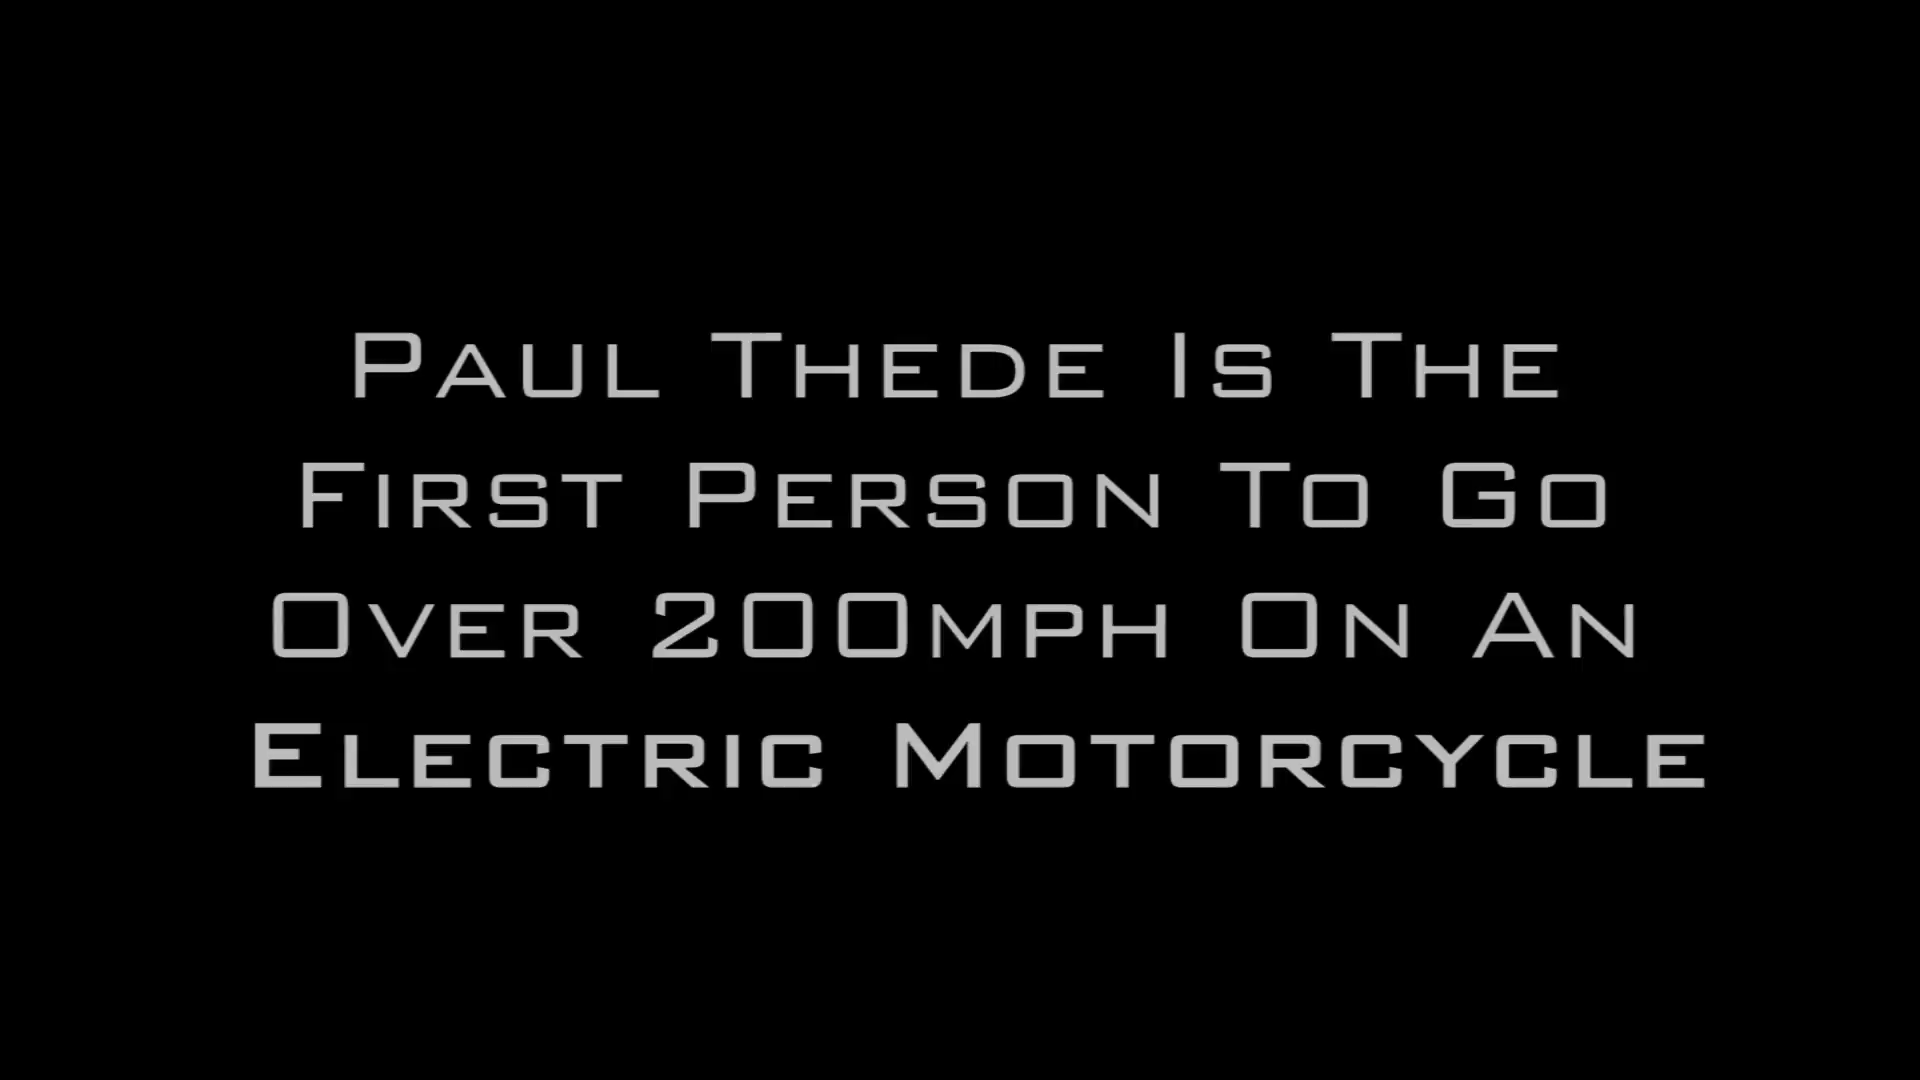 Paul Thede Is The
First Person To Go
Over 200mph On An
Electric Motorcycle